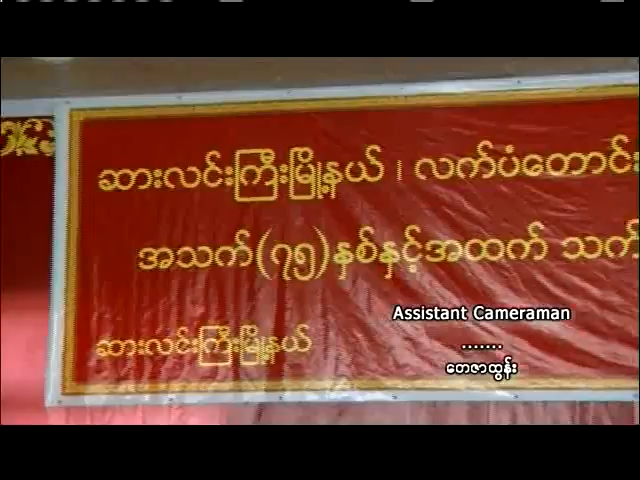 ဆားလင်းကြီးမြို့နယ်၊ လက်ပံတောင်း
အသက်(၇၅)နှစ်နှင့်အထက် သက်
ဆားလင်းကြီးမြို့နယ်
Assistant Cameraman
.......
တေဇာထွန်း